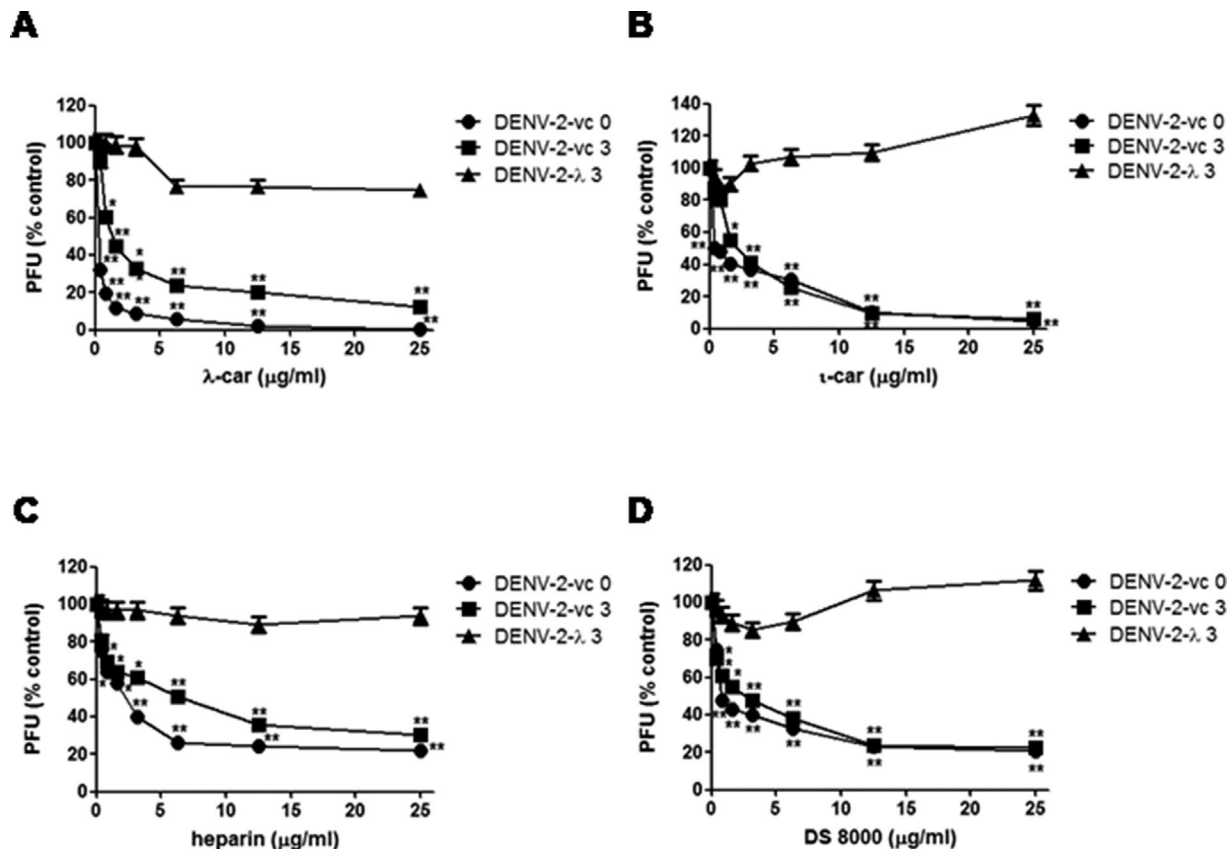 A
B
PFU (% control)
120
100
80
60
40
20
0
0 5 10 15 20 25
λ-car (µg/ml)
DENV-2-vc 0
DENV-2-vc 3
DENV-2-λ 3
PFU (% control)
140
120
100
80
60
40
20
0
0 5 10 15 20 25
ι-car (µg/ml)
DENV-2-vc 0
DENV-2-vc 3
DENV-2-λ 3
C
D
PFU (% control)
120
100
80
60
40
20
0
0 5 10 15 20 25
heparin (µg/ml)
DENV-2-vc 0
DENV-2-vc 3
DENV-2-λ 3
PFU (% control)
120
100
80
60
40
20
0
0 5 10 15 20 25
DS 8000 (µg/ml)
DENV-2-vc 0
DENV-2-vc 3
DENV-2-λ 3